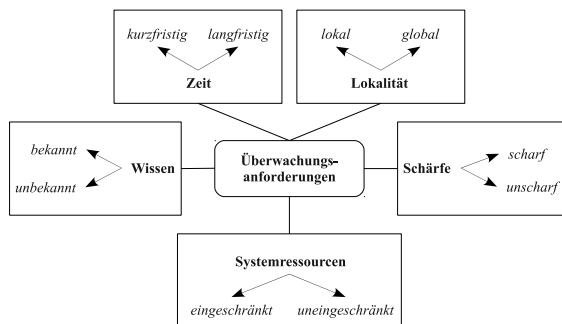 kurzfristig langfristig
Zeit
lokal global
Lokalität
bekannt
unbekannt
Wissen
Überwachungs-
anforderungen
Schärfe
scharf
unscharf
Systemressourcen
eingeschränkt uneingeschränkt